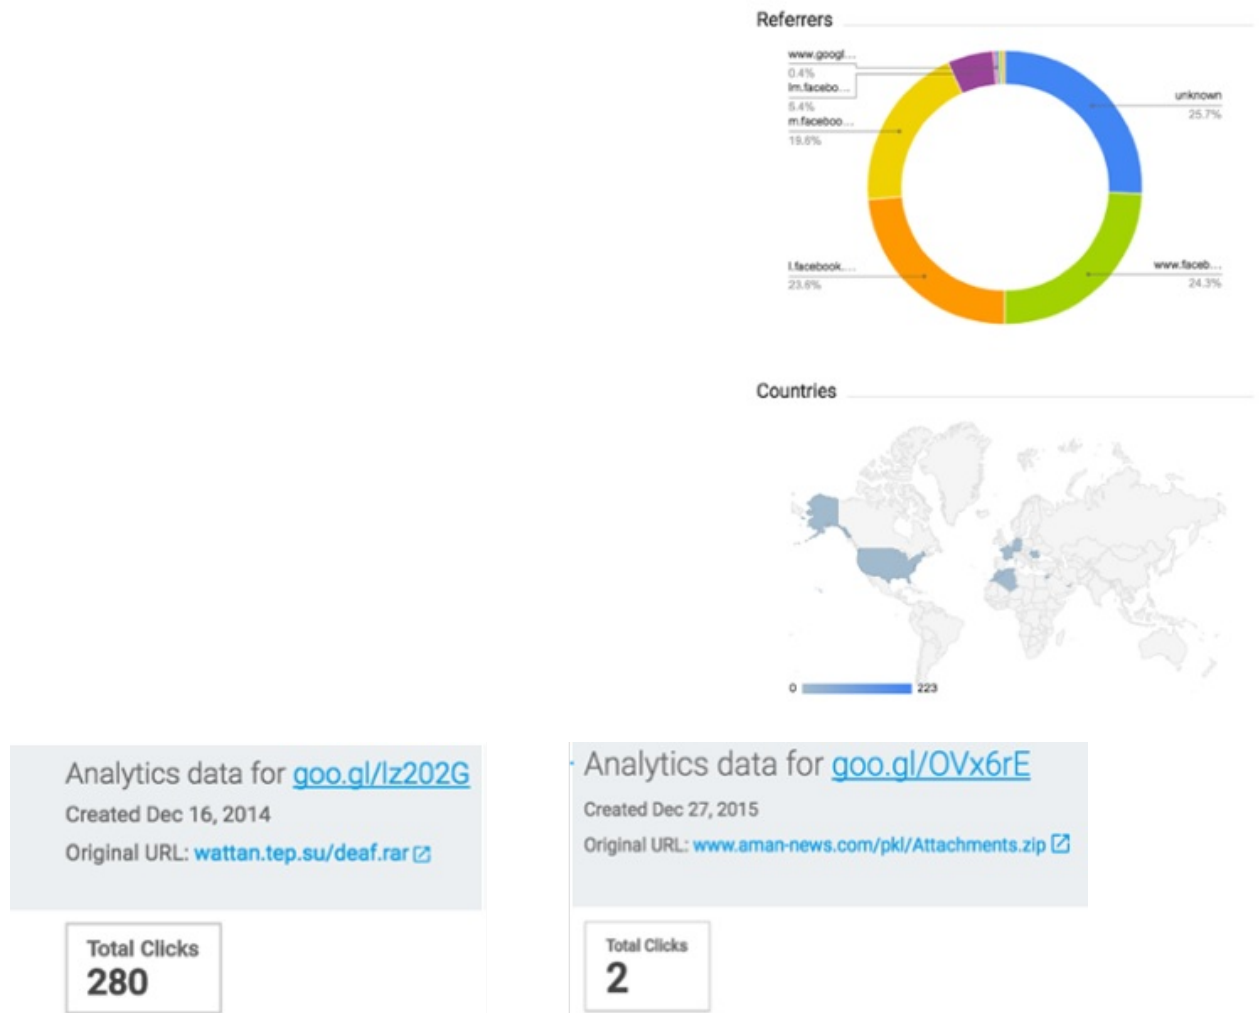 Referrers
www.googl...
0.4%
lm.facebo...
5.4%
m.faceboo...
19.6%
l.facebook....
23.6%
unknown
25.7%
www.faceb...
24.3%
Countries
0 223
Analytics data for goo.gl/lz202G
Created Dec 16, 2014
Original URL: wattan.tep.su/deaf.rar
Total Clicks
280
Analytics data for goo.gl/OVx6rE
Created Dec 27, 2015
Original URL: www.aman-news.com/pkl/Attachments.zip
Total Clicks
2